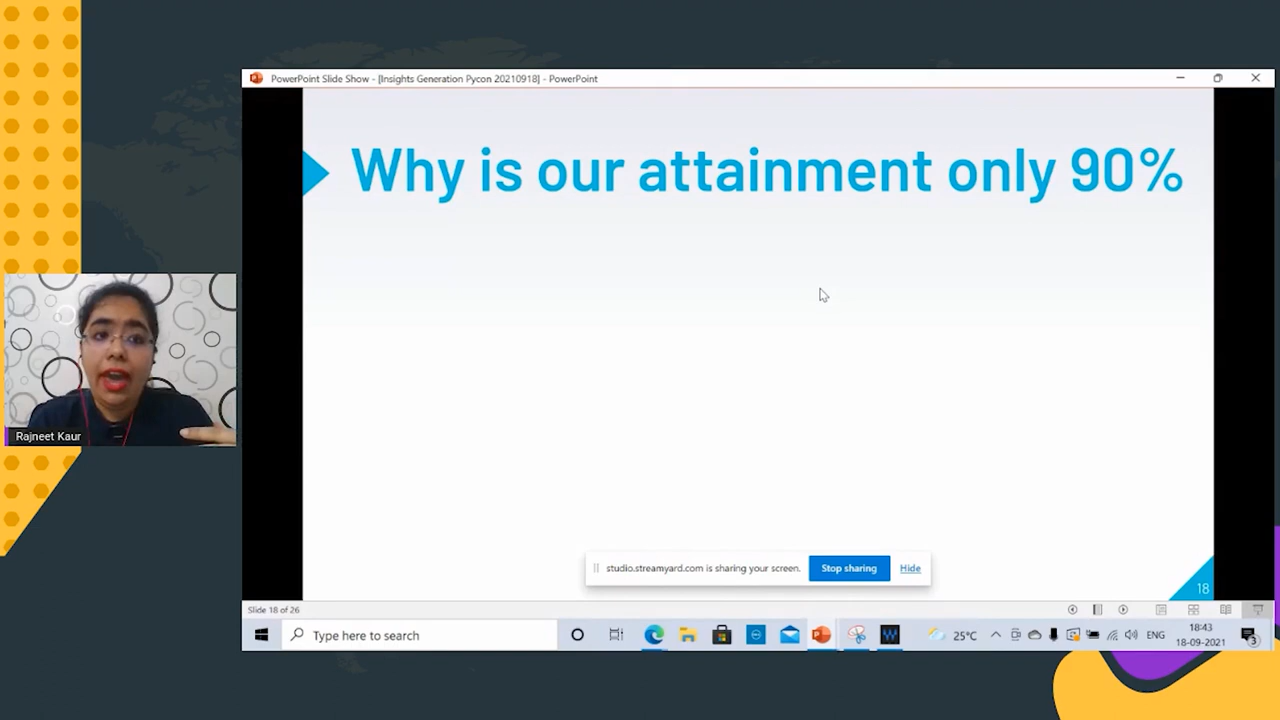 PowerPoint Slide Show - [Insights Generation Pycon 20210918] - PowerPoint
Why is our attainment only 90%
Rajneet Kaur
studio.streamyard.com is sharing your screen.
Stop sharing
Hide
18
Slide 18 of 26
Type here to search
25°C
ENG
18:43
18-09-2021
3